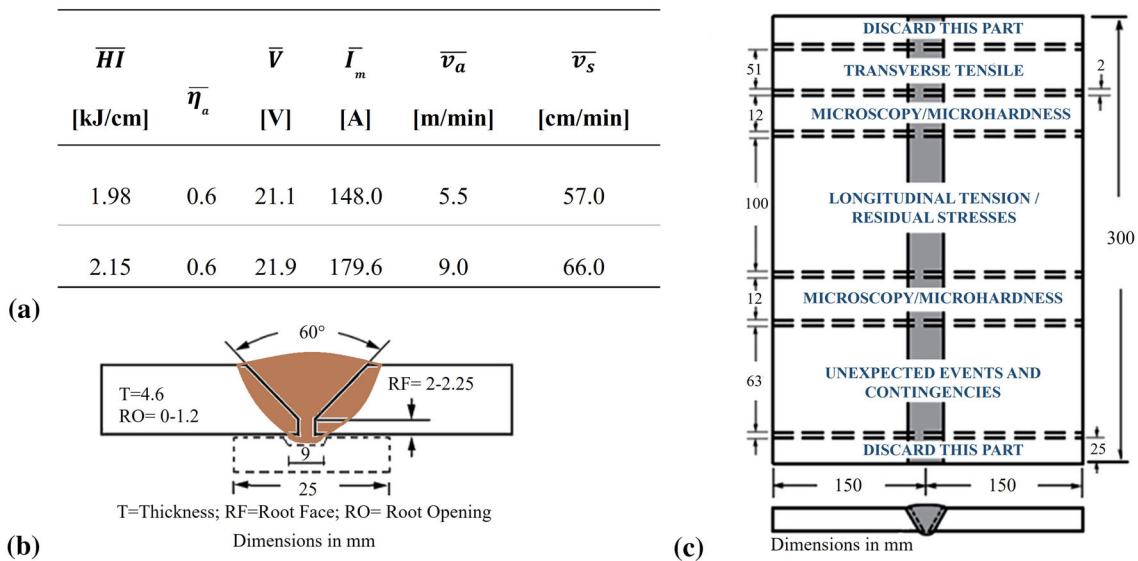 HI η_a V I_m v_a v_s
[kJ/cm] [V] [A] [m/min] [cm/min]
1.98 0.6 21.1 148.0 5.5 57.0
2.15 0.6 21.9 179.6 9.0 66.0
(a)
60°
T=4.6
RO= 0-1.2
RF= 2-2.25
9
25
T=Thickness; RF=Root Face; RO= Root Opening
Dimensions in mm
(b)
DISCARD THIS PART
51
TRANSVERSE TENSILE
2
12
MICROSCOPY/MICROHARDNESS
100
LONGITUDINAL TENSION /
RESIDUAL STRESSES
300
12
MICROSCOPY/MICROHARDNESS
63
UNEXPECTED EVENTS AND
CONTINGENCIES
DISCARD THIS PART
25
150 150
Dimensions in mm
(c)